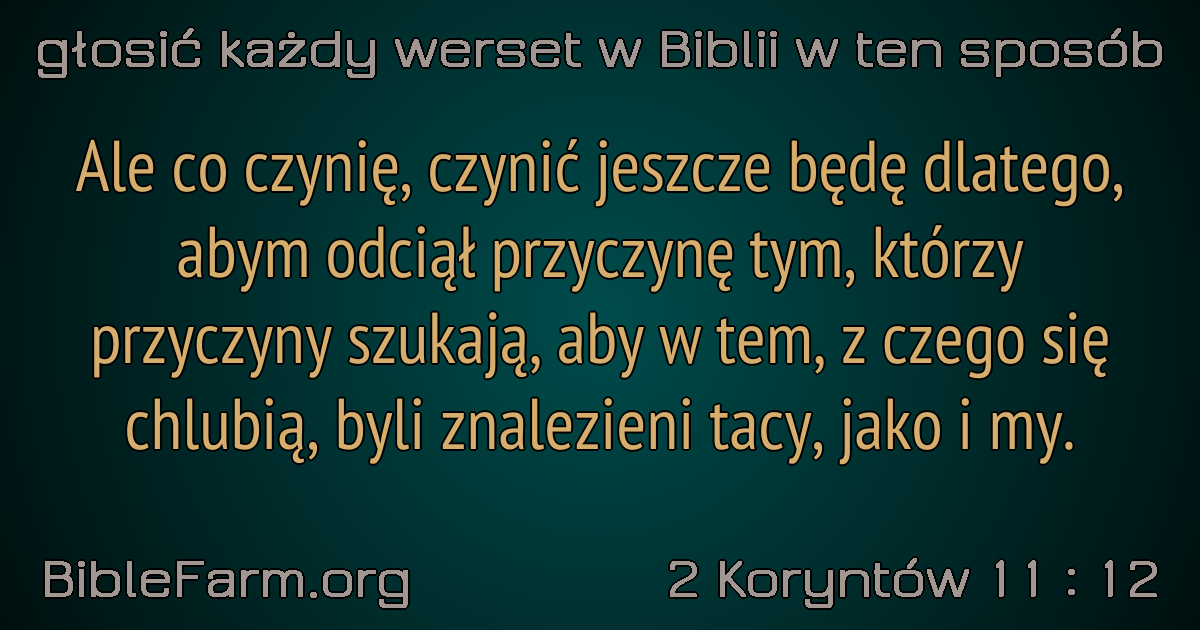 głosić każdy werset w Biblii w ten sposób
Ale co czynię, czynić jeszcze będę dlatego,
abym odciął przyczynę tym, którzy
przyczyny szukają, aby w tem, z czego się
chlubią, byli znalezieni tacy, jako i my.
BibleFarm.org
2 Koryntów 11 : 12